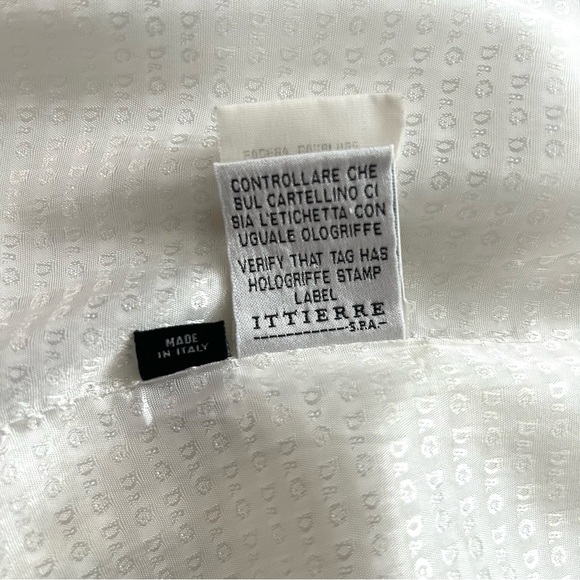 CONTROLLARE CHE
SUL CARTELLINO CI
SIA L'ETICHETTA CON
UGUALE OLOGRIFFE
VERIFY THAT TAG HAS
HOLOGRIFFE STAMP
LABEL
ITTIERRE
S.P.A.
MADE
IN ITALY